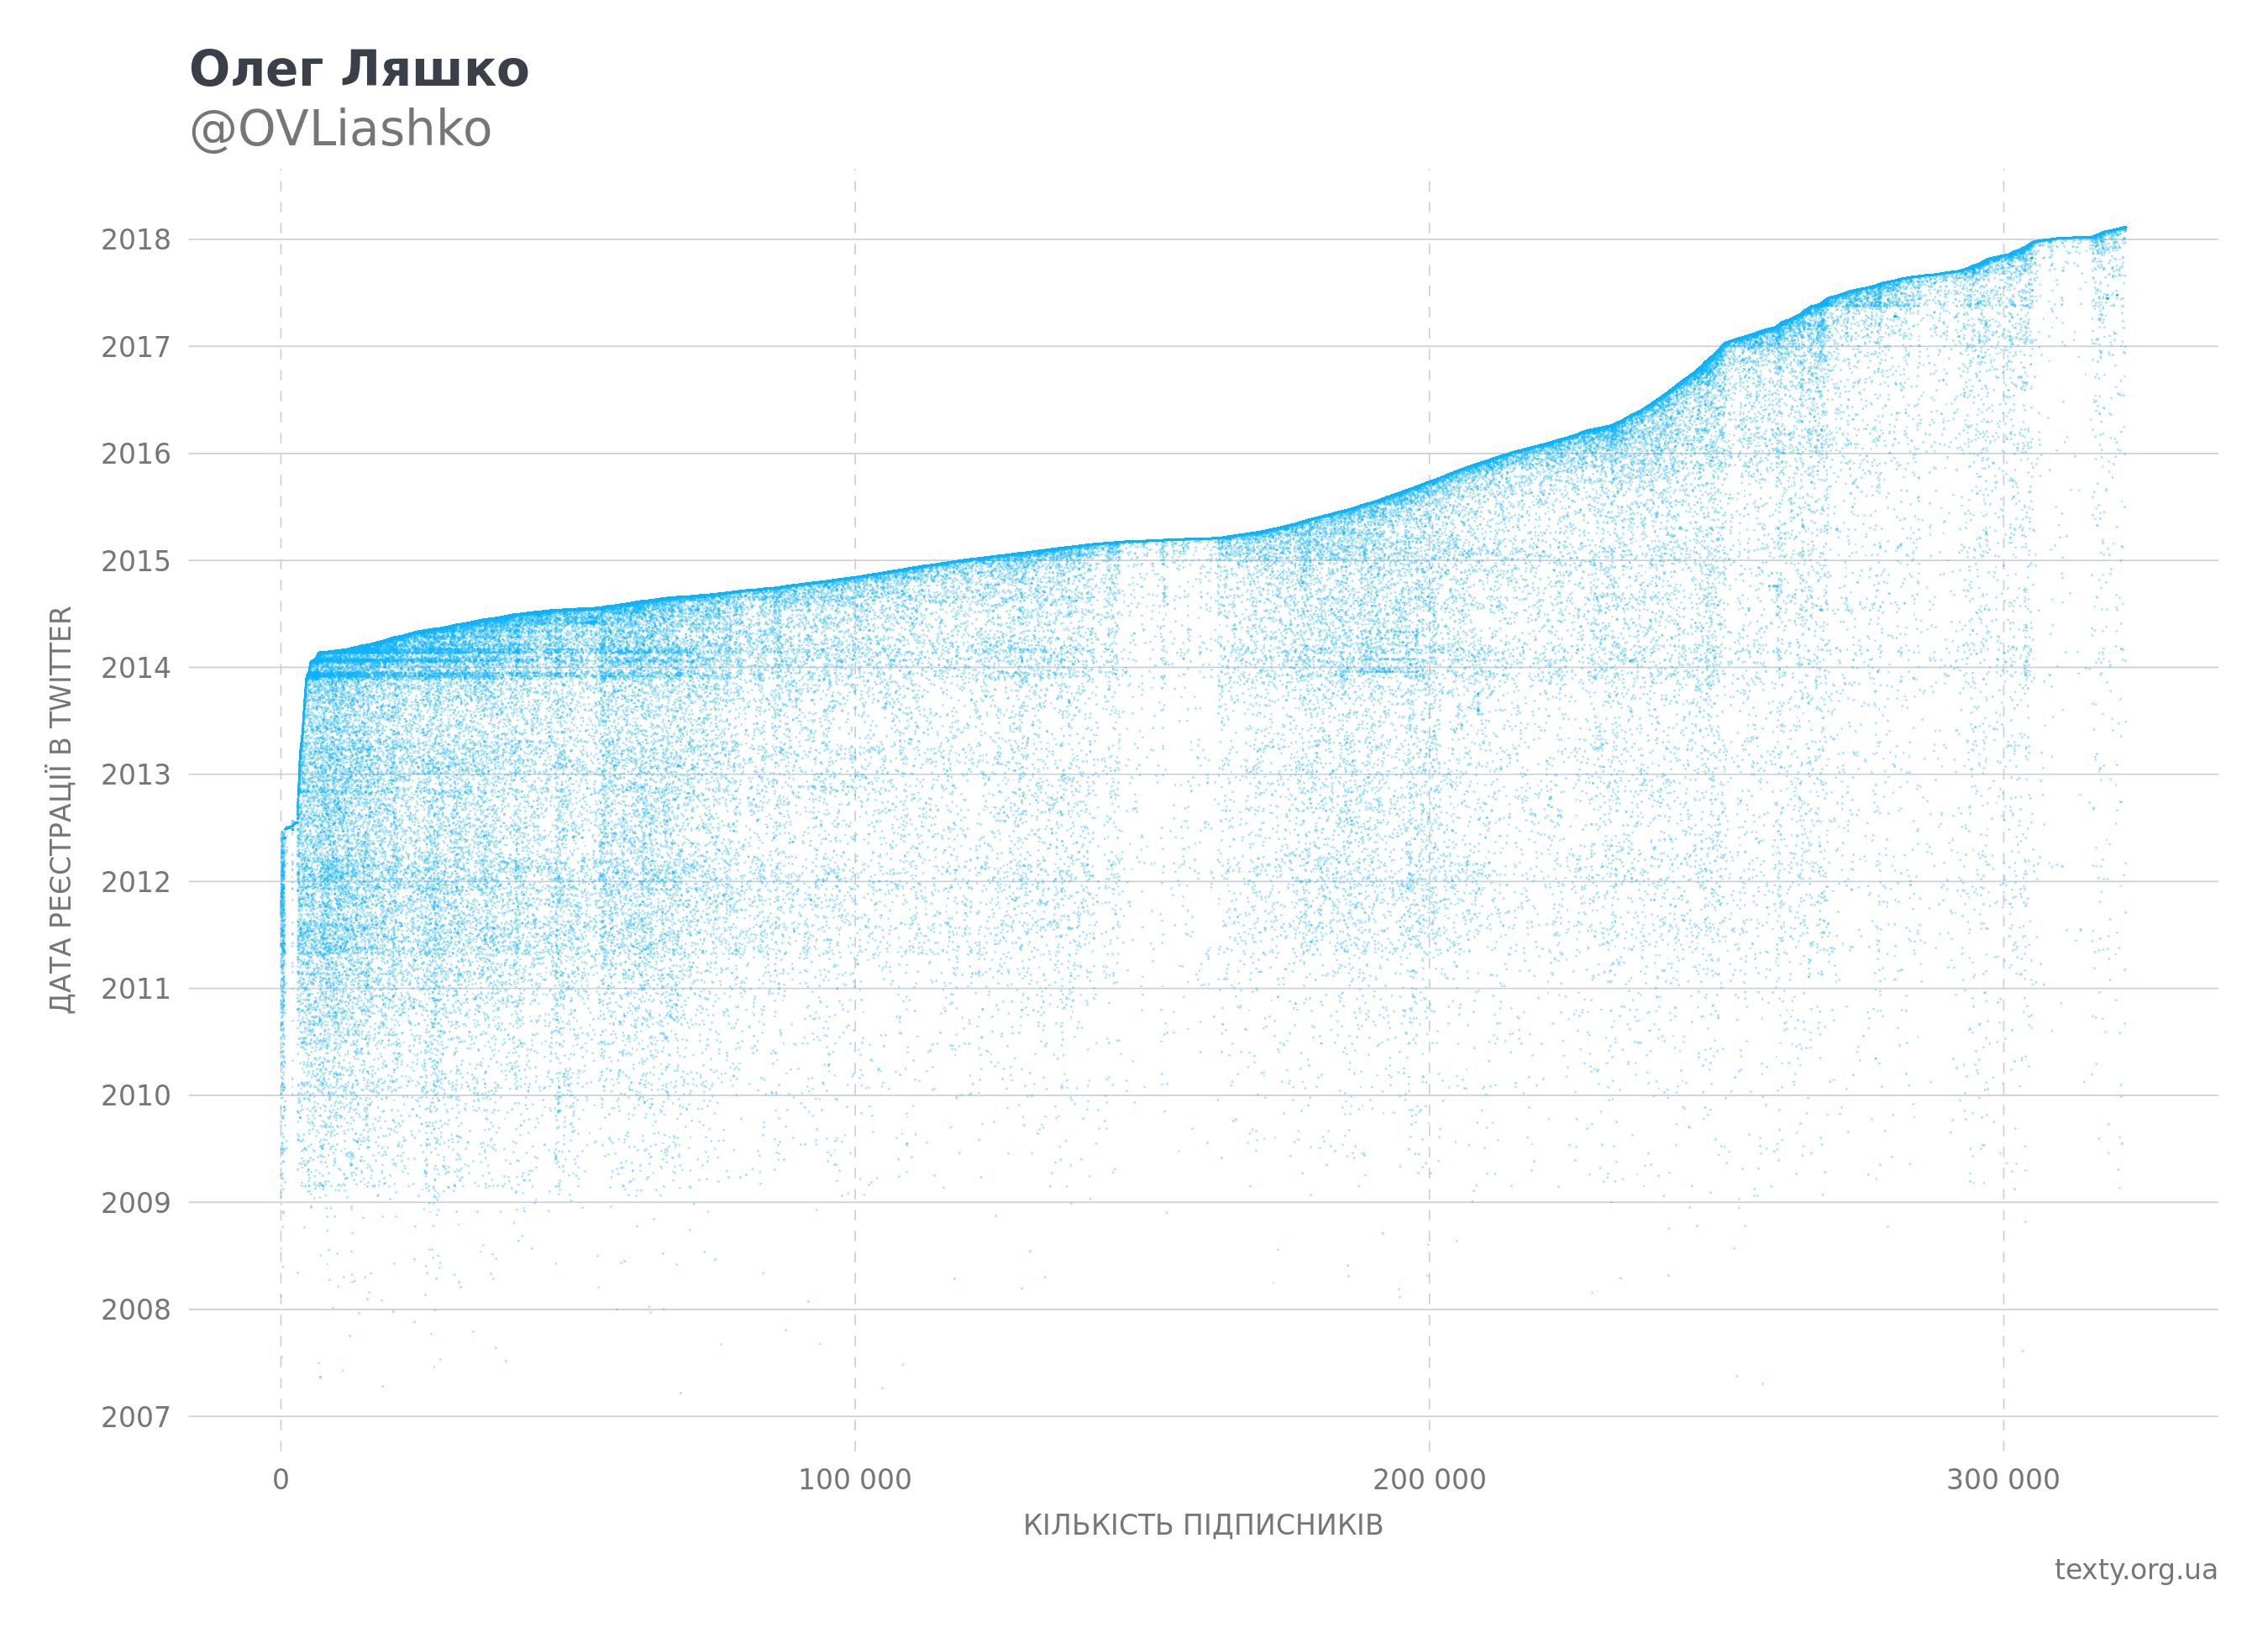 Олег Ляшко
@OVLiashko
2018
2017
2016
2015
2014
2013
2012
2011
2010
2009
2008
2007
ДАТА РЕЄСТРАЦІЇ В TWITTER
0 100 000 200 000 300 000
КІЛЬКІСТЬ ПІДПИСНИКІВ
texty.org.ua